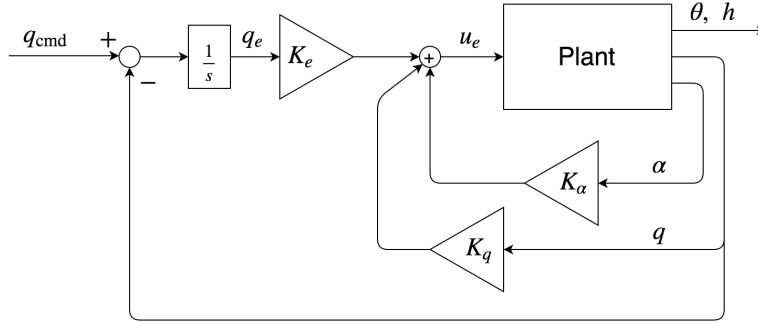 θ, h
q_cmd
+
−
1/s
q_e
K_e
+
u_e
Plant
α
K_α
q
K_q